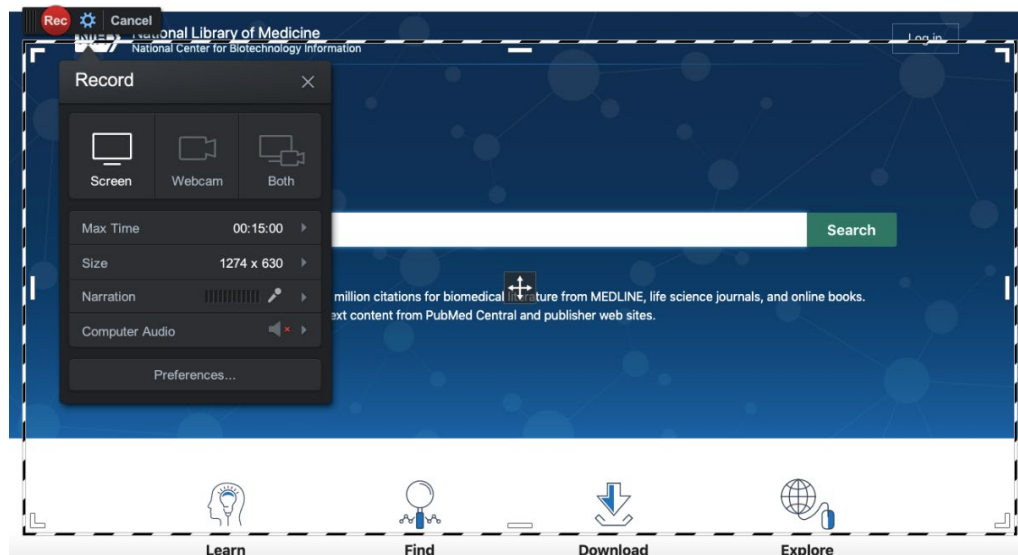 Rec Cancel
National Library of Medicine
National Center for Biotechnology Information
Log in
Record
Screen Webcam Both
Max Time 00:15:00
Size 1274 x 630
Narration
Computer Audio
Preferences...
Search
million citations for biomedical literature from MEDLINE, life science journals, and online books.
ext content from PubMed Central and publisher web sites.
Learn Find Download Explore